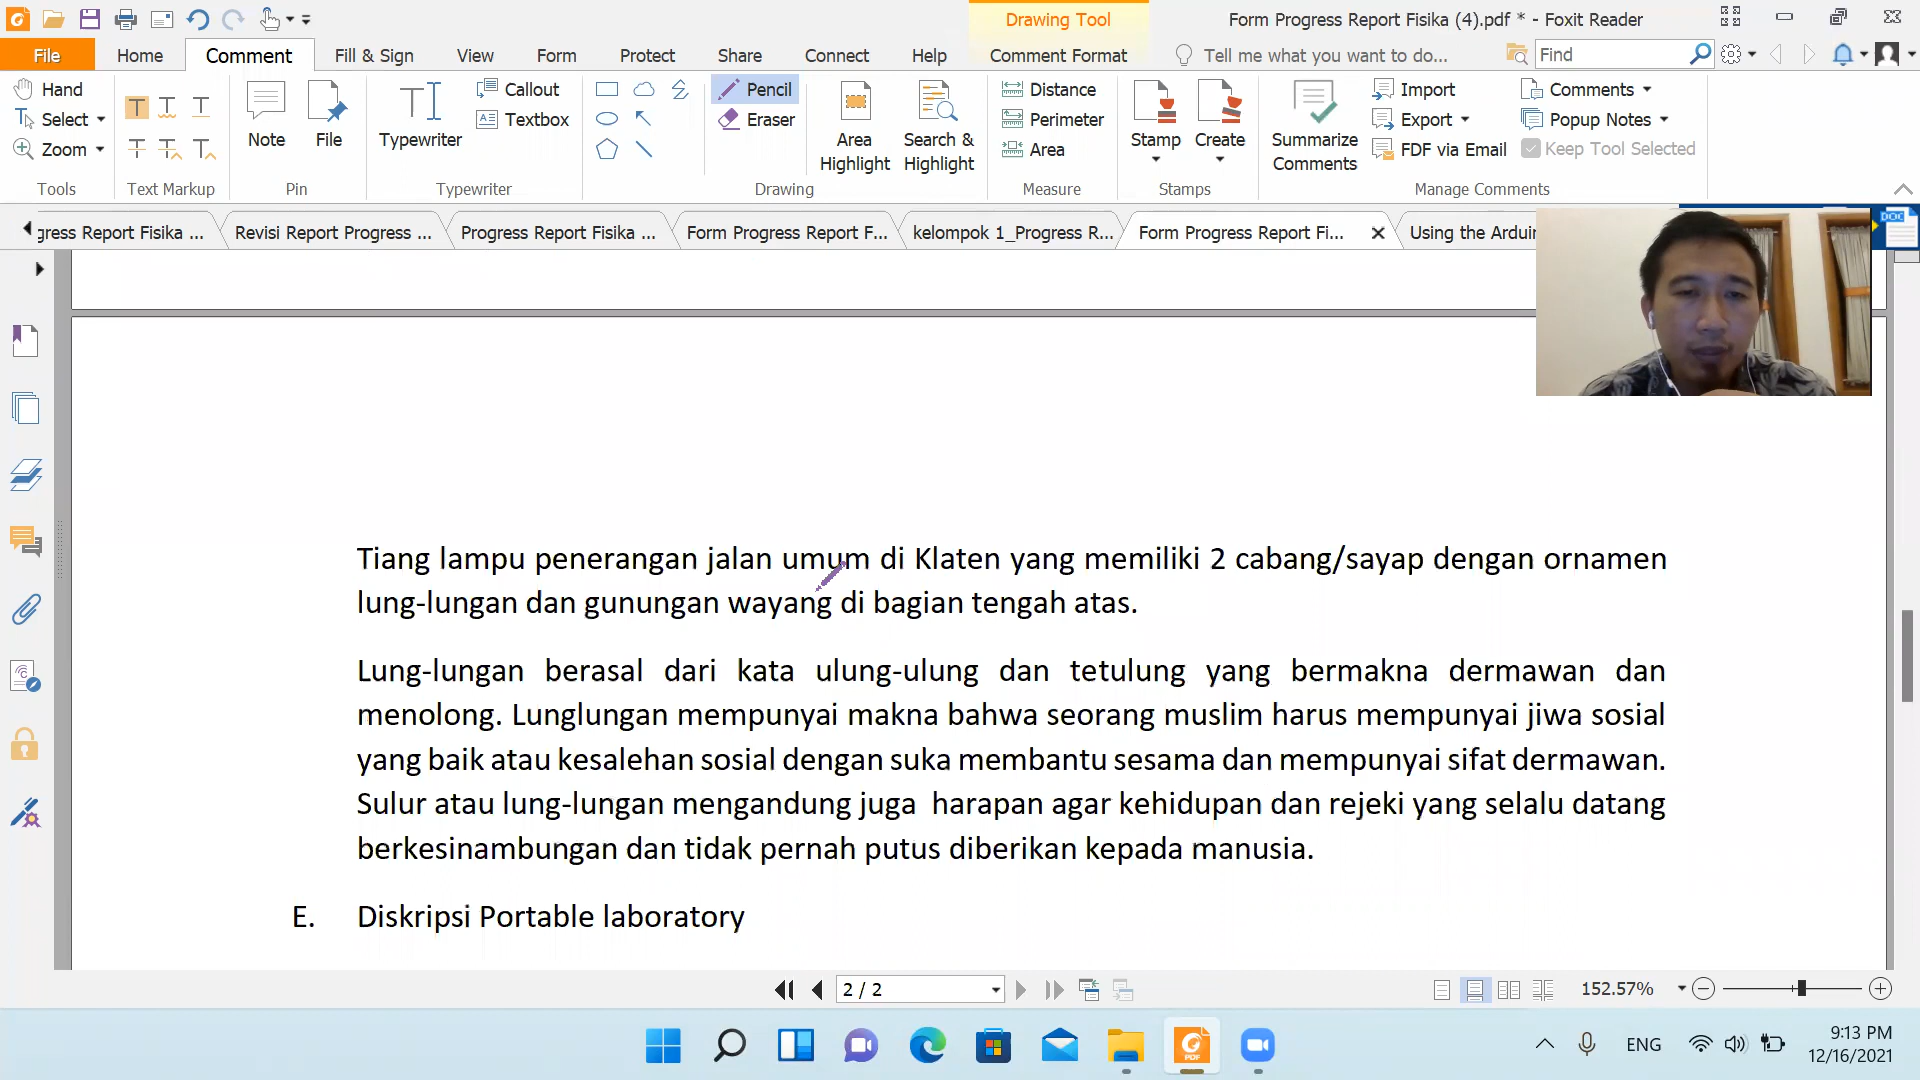 Drawing Tool
Form Progress Report Fisika (4).pdf * - Foxit Reader
File
Home
Comment
Fill & Sign
View
Form
Protect
Share
Connect
Help
Comment Format
Tell me what you want to do...
Find
Hand
Select
Zoom
Tools
Text Markup
Note
File
Pin
Typewriter
Callout
Textbox
Typewriter
Pencil
Eraser
Area Highlight
Search & Highlight
Drawing
Distance
Perimeter
Area
Measure
Stamp
Create
Stamps
Summarize Comments
Import
Export
FDF via Email
Comments
Popup Notes
Keep Tool Selected
Manage Comments
gress Report Fisika ...
Revisi Report Progress ...
Progress Report Fisika ...
Form Progress Report F...
kelompok 1_Progress R...
Form Progress Report Fi...
Using the Arduin
DOC
Tiang lampu penerangan jalan umum di Klaten yang memiliki 2 cabang/sayap dengan ornamen
lung-lungan dan gunungan wayang di bagian tengah atas.
Lung-lungan berasal dari kata ulung-ulung dan tetulung yang bermakna dermawan dan
menolong. Lunglungan mempunyai makna bahwa seorang muslim harus mempunyai jiwa sosial
yang baik atau kesalehan sosial dengan suka membantu sesama dan mempunyai sifat dermawan.
Sulur atau lung-lungan mengandung juga harapan agar kehidupan dan rejeki yang selalu datang
berkesinambungan dan tidak pernah putus diberikan kepada manusia.
E. Diskripsi Portable laboratory
2 / 2
152.57%
PDF
ENG
9:13 PM
12/16/2021